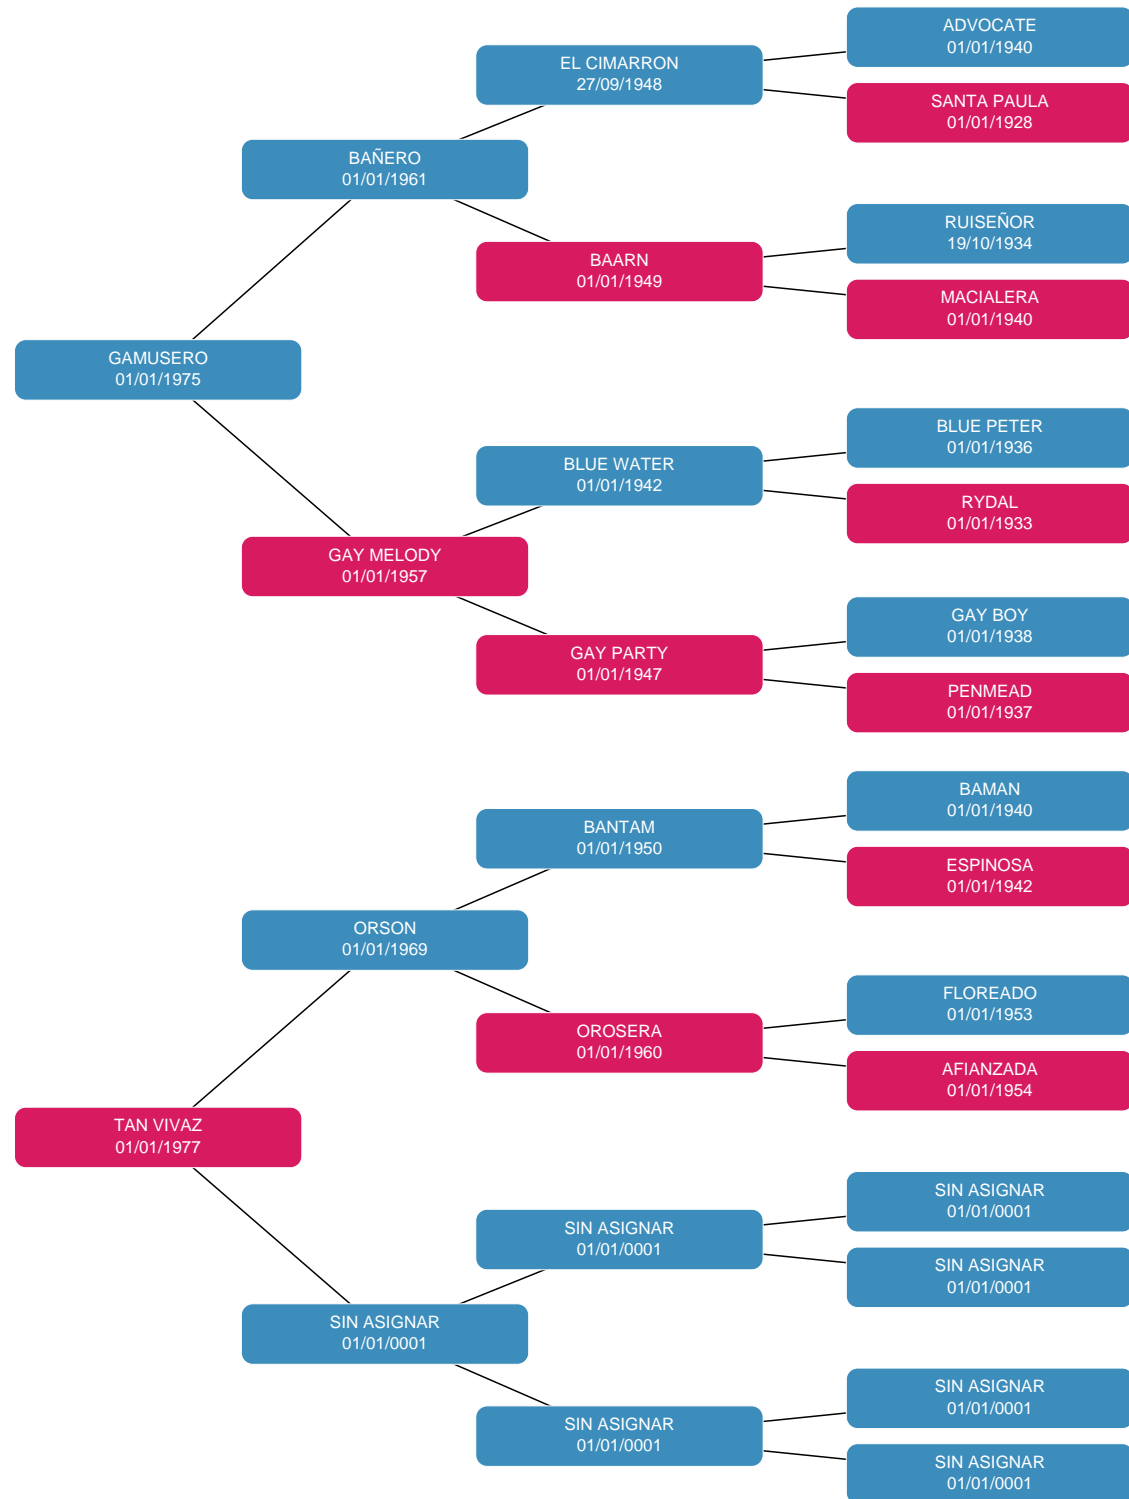 ADVOCATE
01/01/1940
EL CIMARRON
27/09/1948
SANTA PAULA
01/01/1928
BAÑERO
01/01/1961
RUISEÑOR
19/10/1934
BAARN
01/01/1949
MACIALERA
01/01/1940
GAMUSERO
01/01/1975
BLUE PETER
01/01/1936
BLUE WATER
01/01/1942
RYDAL
01/01/1933
GAY MELODY
01/01/1957
GAY BOY
01/01/1938
GAY PARTY
01/01/1947
PENMEAD
01/01/1937
BAMAN
01/01/1940
BANTAM
01/01/1950
ESPINOSA
01/01/1942
ORSON
01/01/1969
FLOREADO
01/01/1953
OROSERA
01/01/1960
AFIANZADA
01/01/1954
TAN VIVAZ
01/01/1977
SIN ASIGNAR
01/01/0001
SIN ASIGNAR
01/01/0001
SIN ASIGNAR
01/01/0001
SIN ASIGNAR
01/01/0001
SIN ASIGNAR
01/01/0001
SIN ASIGNAR
01/01/0001
SIN ASIGNAR
01/01/0001